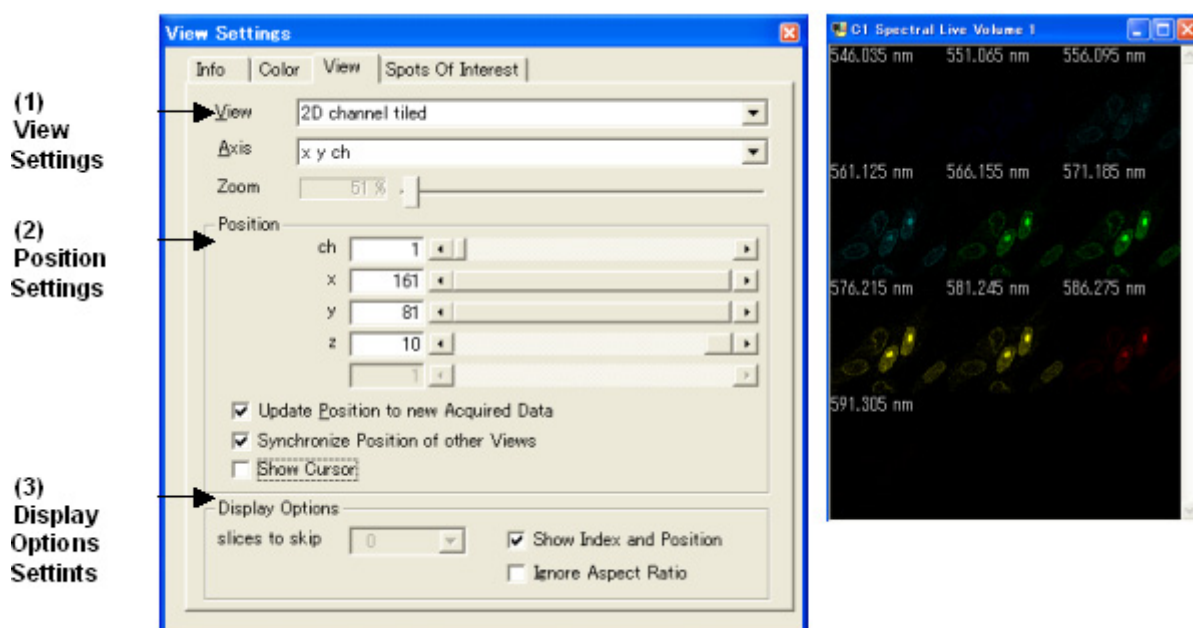 (1)
View
Settings
(2)
Position
Settings
(3)
Display
Options
Settints
View Settings
Info Color View Spots Of Interest
View 2D channel tiled
Axis x y ch
Zoom 51 %
Position
ch 1
x 161
y 81
z 10
1
Update Position to new Acquired Data
Synchronize Position of other Views
Show Cursor
Display Options
slices to skip 0 Show Index and Position
Ignore Aspect Ratio
C1 Spectral Live Volume 1
546.035 nm 551.065 nm 556.095 nm
561.125 nm 566.155 nm 571.185 nm
576.215 nm 581.245 nm 586.275 nm
591.305 nm